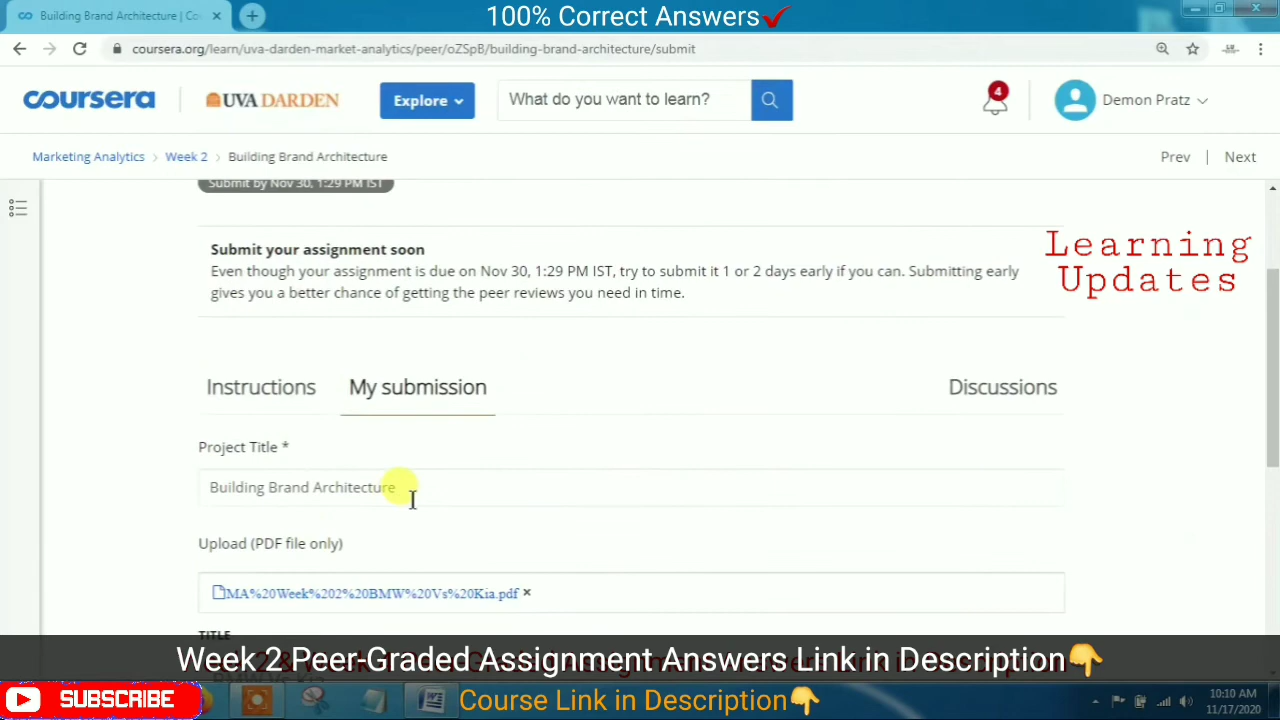 Building Brand Architecture | Co
100% Correct Answers
coursera.org/learn/uva-darden-market-analytics/peer/oZSpB/building-brand-architecture/submit
coursera
UVA DARDEN
Explore
What do you want to learn?
4
Demon Pratz
Marketing Analytics > Week 2 > Building Brand Architecture
Prev | Next
Submit by Nov 30, 1:29 PM IST
Submit your assignment soon
Even though your assignment is due on Nov 30, 1:29 PM IST, try to submit it 1 or 2 days early if you can. Submitting early
gives you a better chance of getting the peer reviews you need in time.
Learning
Updates
Instructions
My submission
Discussions
Project Title *
Building Brand Architecture
Upload (PDF file only)
MA%20Week%202%20BMW%20Vs%20Kia.pdf ×
TITLE
Week 2 Peer-Graded Assignment Answers Link in Description
BMW Vs Kia
SUBSCRIBE
Course Link in Description
10:10 AM
11/17/2020